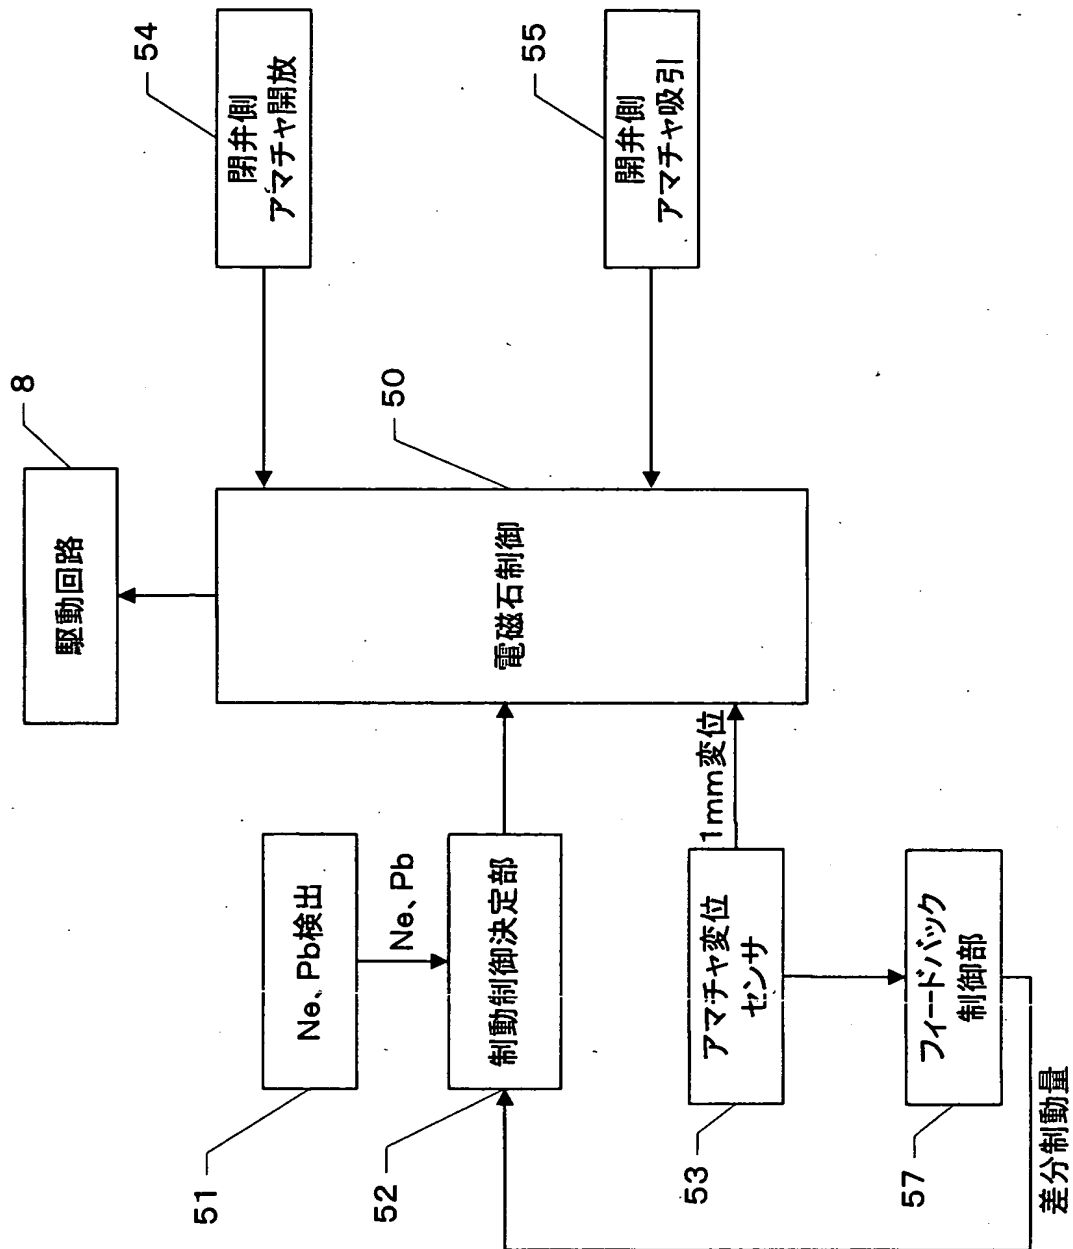 51
Ne、Pb検出
Ne、Pb
52
制動制御決定部
53
アマチャ変位
センサ
1mm変位
57
フィードバック
制御部
差分制動量
8
駆動回路
50
電磁石制御
54
閉弁側
アマチャ開放
55
開弁側
アマチャ吸引